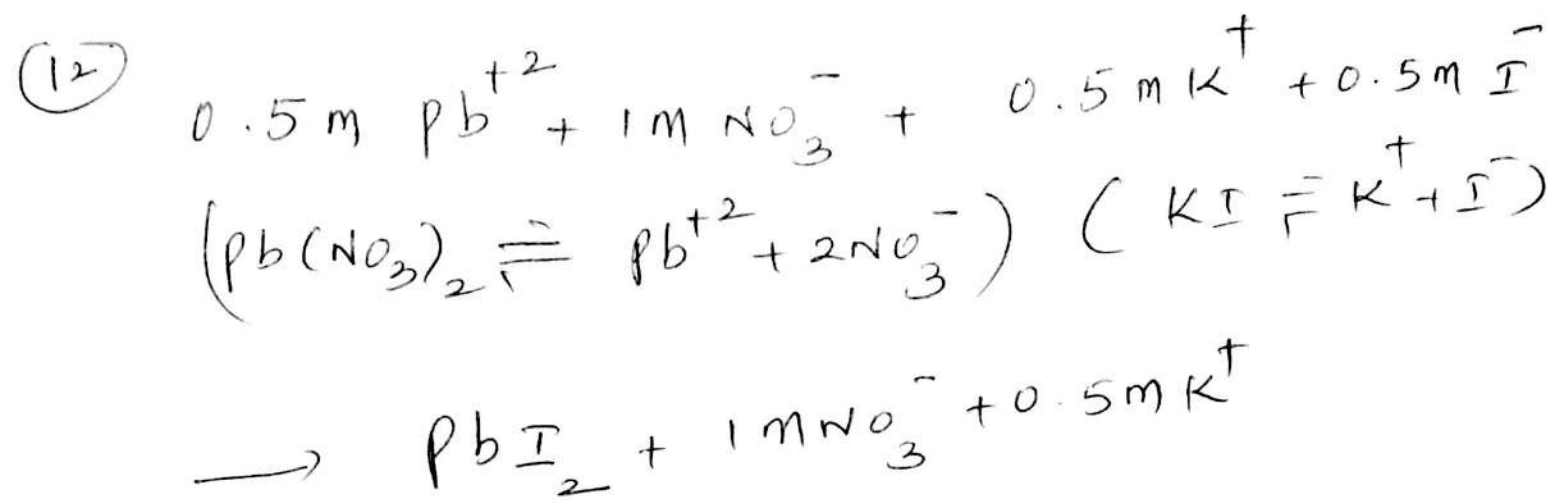 (12) 0.5 m Pb⁺² + 1 M NO₃⁻ + 0.5 m K⁺ + 0.5 m I⁻
(Pb(NO₃)₂ ⇌ Pb⁺² + 2NO₃⁻) (KI ⇌ K⁺ + I⁻)
⟶ PbI₂ + 1 M NO₃⁻ + 0.5 m K⁺